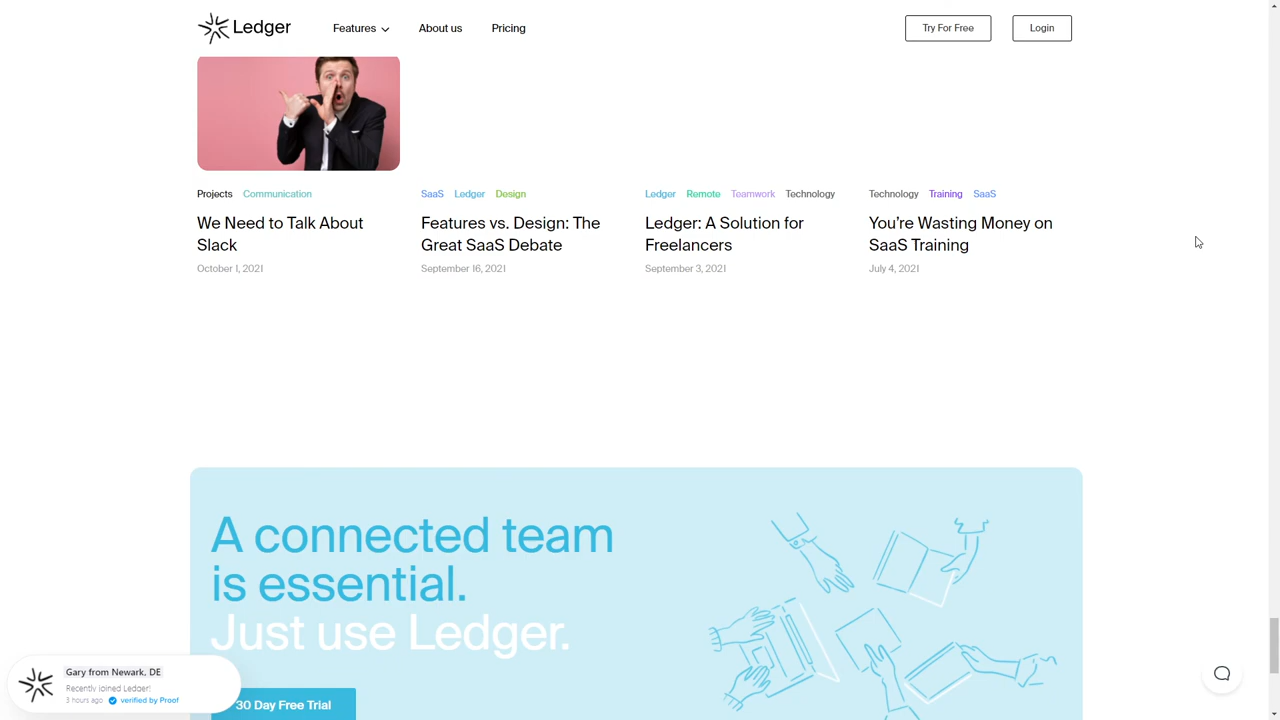 Ledger
Features
About us
Pricing
Try For Free
Login
Projects Communication
We Need to Talk About
Slack
October 1, 2021
SaaS Ledger Design
Features vs. Design: The
Great SaaS Debate
September 16, 2021
Ledger Remote Teamwork Technology
Ledger: A Solution for
Freelancers
September 3, 2021
Technology Training SaaS
You're Wasting Money on
SaaS Training
July 4, 2021
A connected team
is essential.
Just use Ledger.
30 Day Free Trial
Gary from Newark, DE
Recently joined Ledger!
3 hours ago verified by Proof